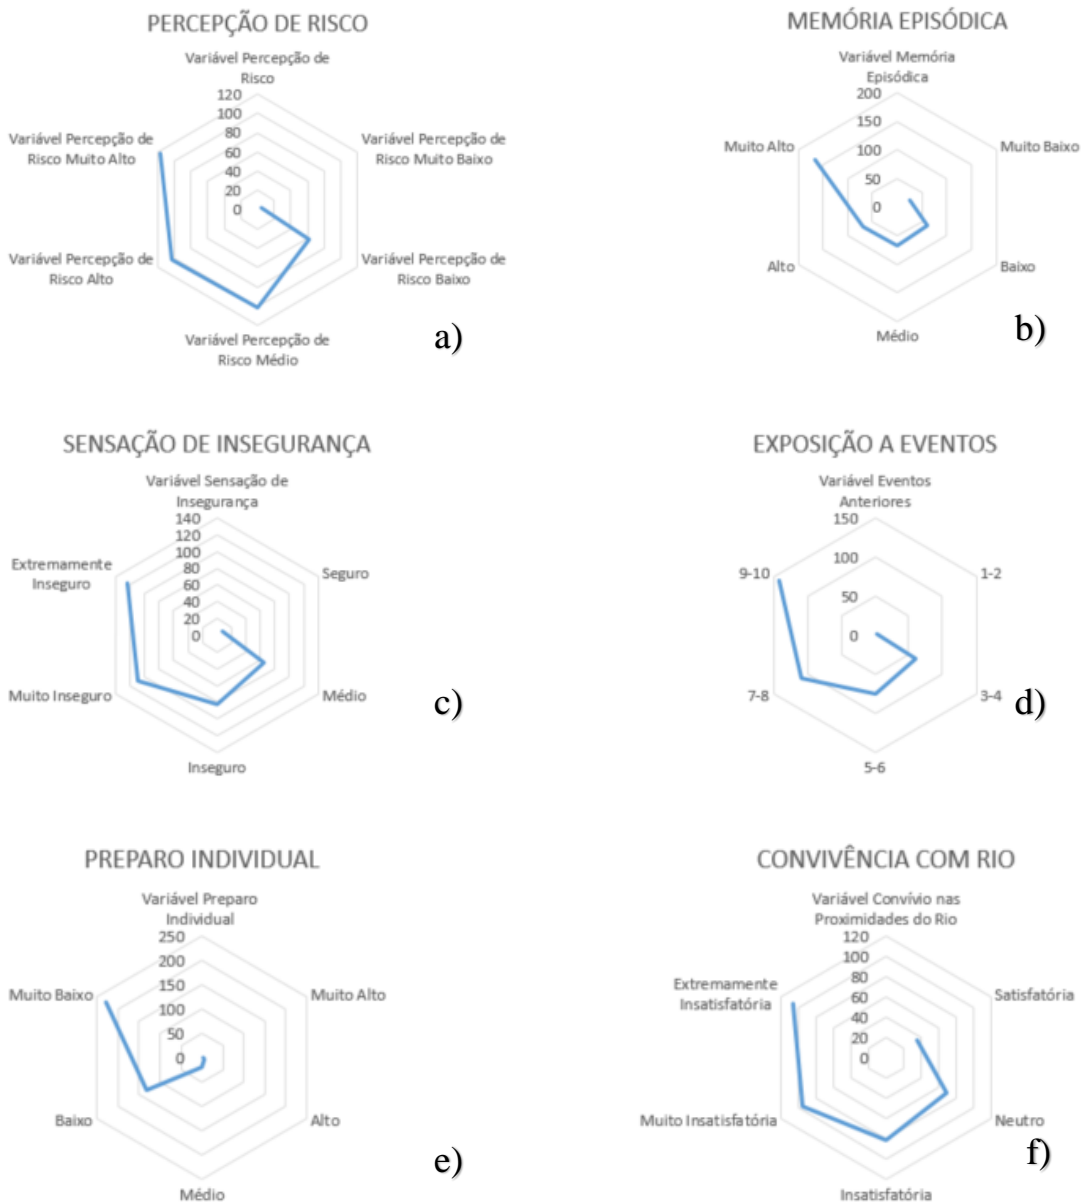 PERCEPÇÃO DE RISCO
Variável Percepção de
Risco
120
100
80
60
40
20
0
Variável Percepção de
Risco Muito Alto
Variável Percepção de
Risco Muito Baixo
Variável Percepção de
Risco Alto
Variável Percepção de
Risco Baixo
Variável Percepção de
Risco Médio
a)
MEMÓRIA EPISÓDICA
Variável Memória
Episódica
200
150
100
50
0
Muito Alto
Muito Baixo
Alto
Baixo
Médio
b)
SENSAÇÃO DE INSEGURANÇA
Variável Sensação de
Insegurança
140
120
100
80
60
40
20
0
Extremamente
Inseguro
Seguro
Muito Inseguro
Médio
Inseguro
c)
EXPOSIÇÃO A EVENTOS
Variável Eventos
Anteriores
150
100
50
0
9-10
1-2
7-8
3-4
5-6
d)
PREPARO INDIVIDUAL
Variável Preparo
Individual
250
200
150
100
50
0
Muito Baixo
Muito Alto
Baixo
Alto
Médio
e)
CONVIVÊNCIA COM RIO
Variável Convívio nas
Proximidades do Rio
120
100
80
60
40
20
0
Extremamente
Insatisfatória
Satisfatória
Muito Insatisfatória
Neutro
Insatisfatória
f)